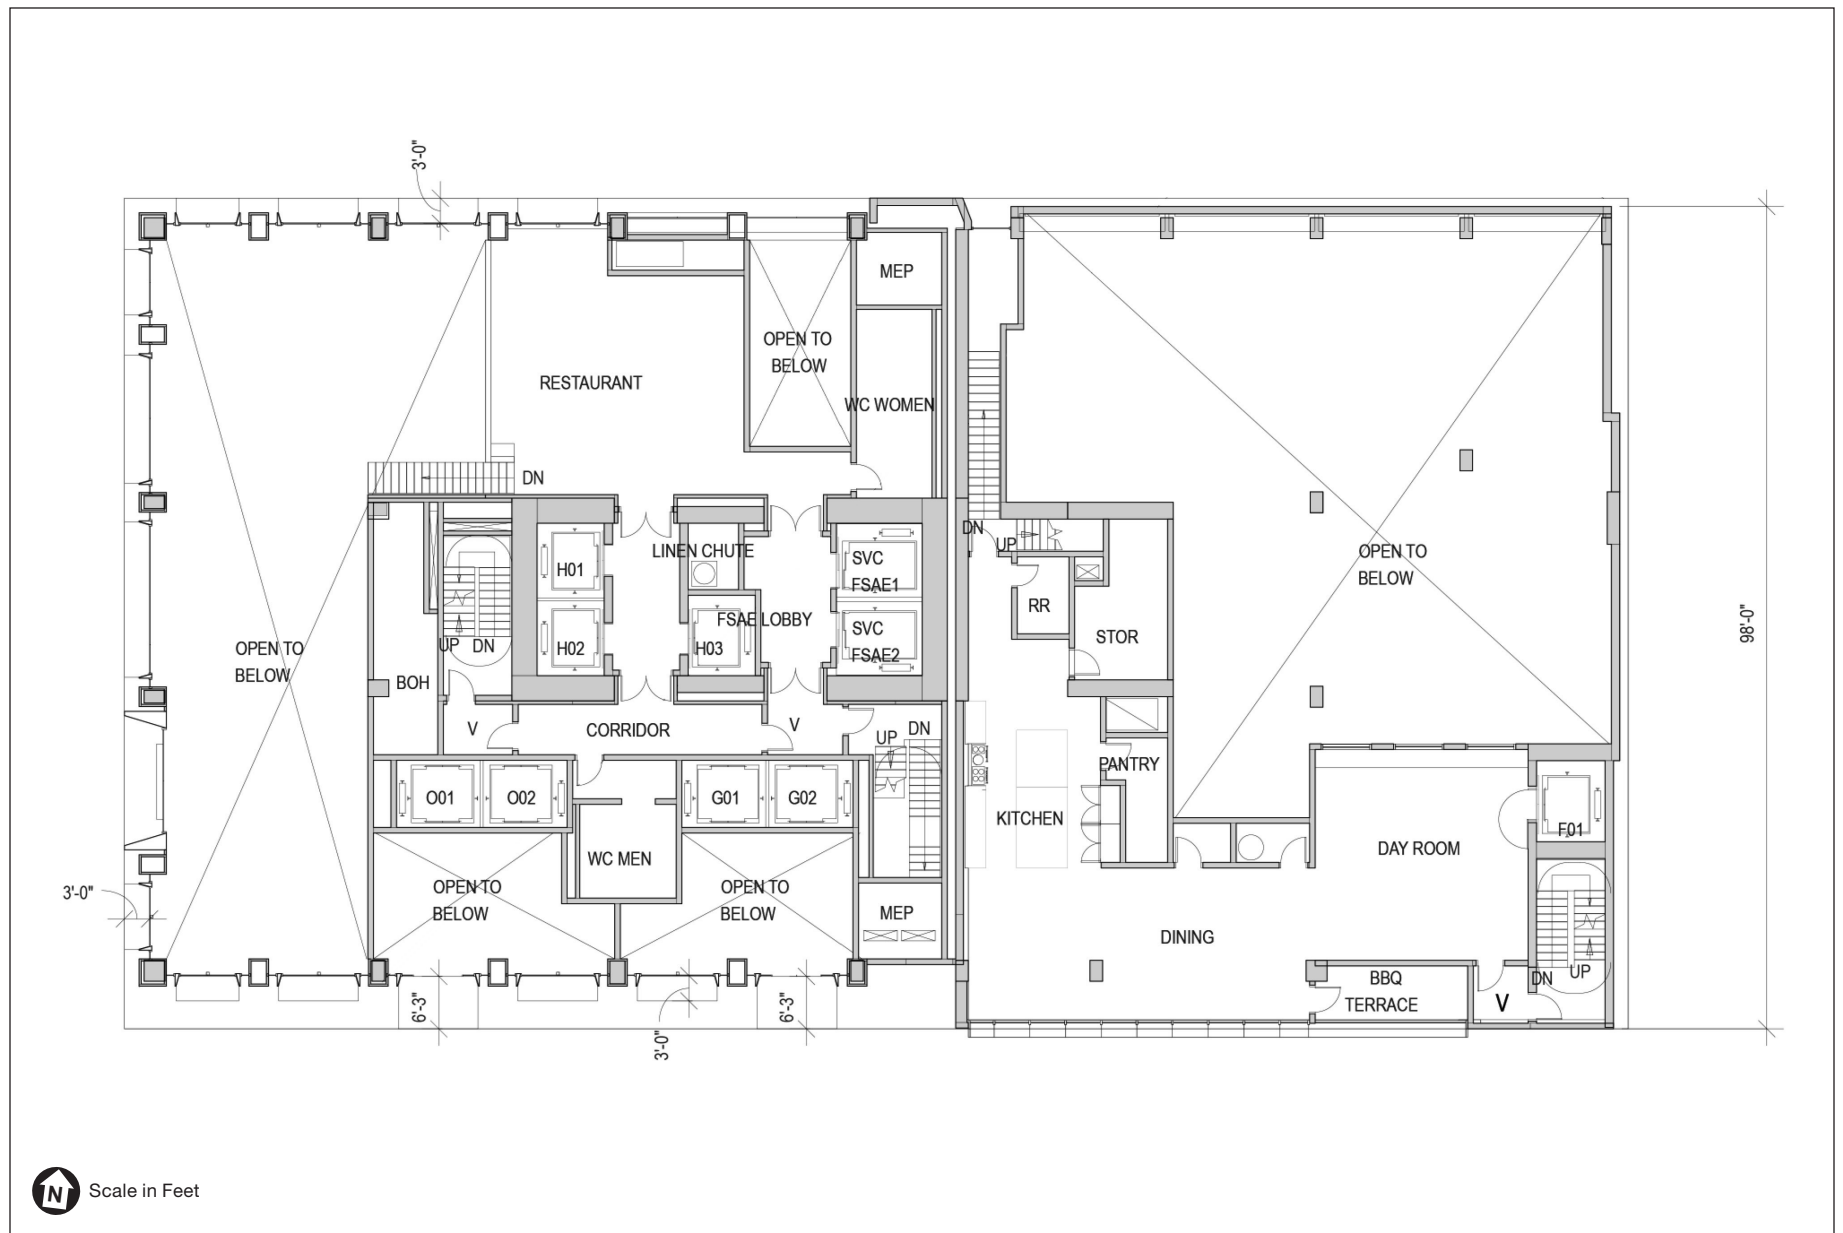 3'-0"
MEP
OPEN TO
BELOW
RESTAURANT
WC WOMEN
DN
LINEN CHUTE
H01
SVC
FSAE1
FSAE LOBBY
H02
H03
SVC
FSAE2
UP
DN
BOH
OPEN TO
BELOW
V
CORRIDOR
V
UP
DN
O01
O02
G01
G02
WC MEN
OPEN TO
BELOW
OPEN TO
BELOW
MEP
3'-0"
6'-3"
3'-0"
6'-3"
DN
UP
RR
STOR
OPEN TO
BELOW
98'-0"
PANTRY
KITCHEN
DAY ROOM
F01
DINING
BBQ
TERRACE
V
DN
UP
N
Scale in Feet